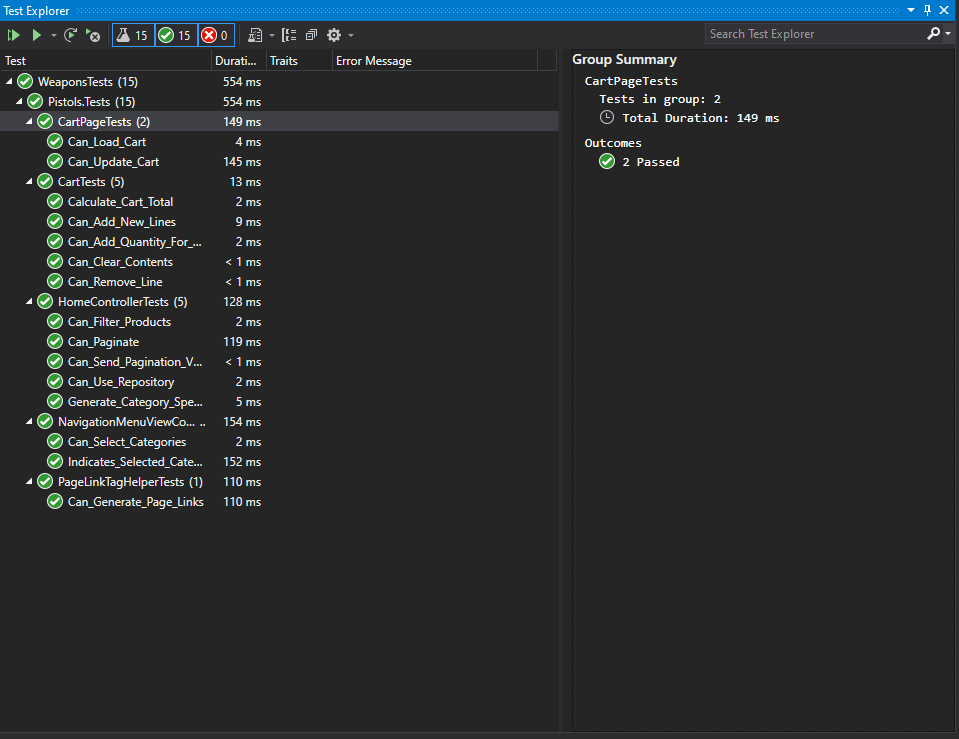 Test Explorer
15 15 0
Search Test Explorer
Test Durati... Traits Error Message
WeaponsTests (15) 554 ms
Pistols.Tests (15) 554 ms
CartPageTests (2) 149 ms
Can_Load_Cart 4 ms
Can_Update_Cart 145 ms
CartTests (5) 13 ms
Calculate_Cart_Total 2 ms
Can_Add_New_Lines 9 ms
Can_Add_Quantity_For_... 2 ms
Can_Clear_Contents < 1 ms
Can_Remove_Line < 1 ms
HomeControllerTests (5) 128 ms
Can_Filter_Products 2 ms
Can_Paginate 119 ms
Can_Send_Pagination_V... < 1 ms
Can_Use_Repository 2 ms
Generate_Category_Spe... 5 ms
NavigationMenuViewCo... .. 154 ms
Can_Select_Categories 2 ms
Indicates_Selected_Cate... 152 ms
PageLinkTagHelperTests (1) 110 ms
Can_Generate_Page_Links 110 ms
Group Summary
CartPageTests
Tests in group: 2
Total Duration: 149 ms
Outcomes
2 Passed